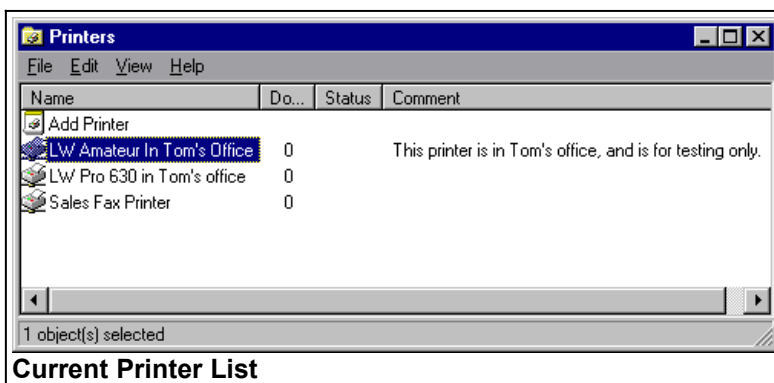 Printers
File Edit View Help
Name Do... Status Comment
Add Printer
LW Amateur In Tom's Office 0 This printer is in Tom's office, and is for testing only.
LW Pro 630 in Tom's office 0
Sales Fax Printer 0
1 object(s) selected
Current Printer List